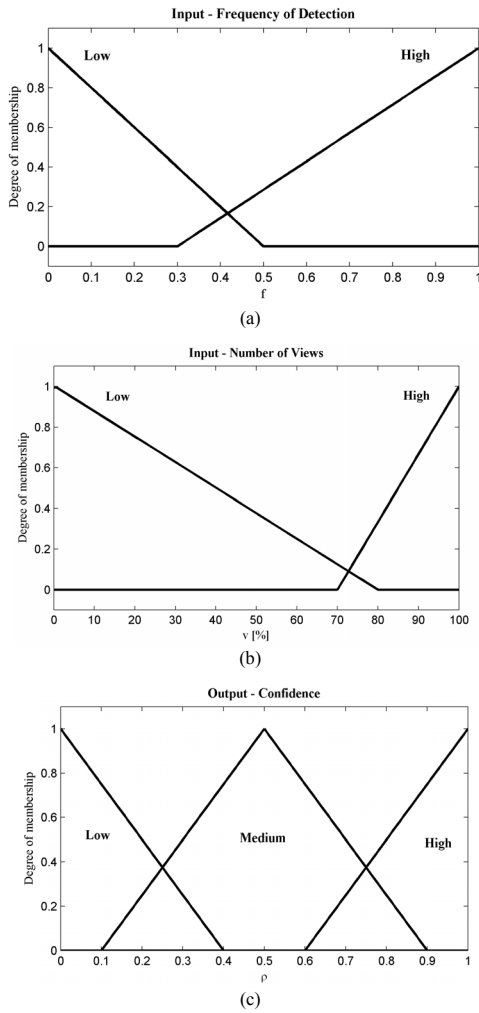 Input - Frequency of Detection
Low
High
Degree of membership
1
0.8
0.6
0.4
0.2
0
0 0.1 0.2 0.3 0.4 0.5 0.6 0.7 0.8 0.9 1
f
(a)
Input - Number of Views
Low
High
Degree of membership
1
0.8
0.6
0.4
0.2
0
0 10 20 30 40 50 60 70 80 90 100
v [%]
(b)
Output - Confidence
Low
Medium
High
Degree of membership
1
0.8
0.6
0.4
0.2
0
0 0.1 0.2 0.3 0.4 0.5 0.6 0.7 0.8 0.9 1
ρ
(c)